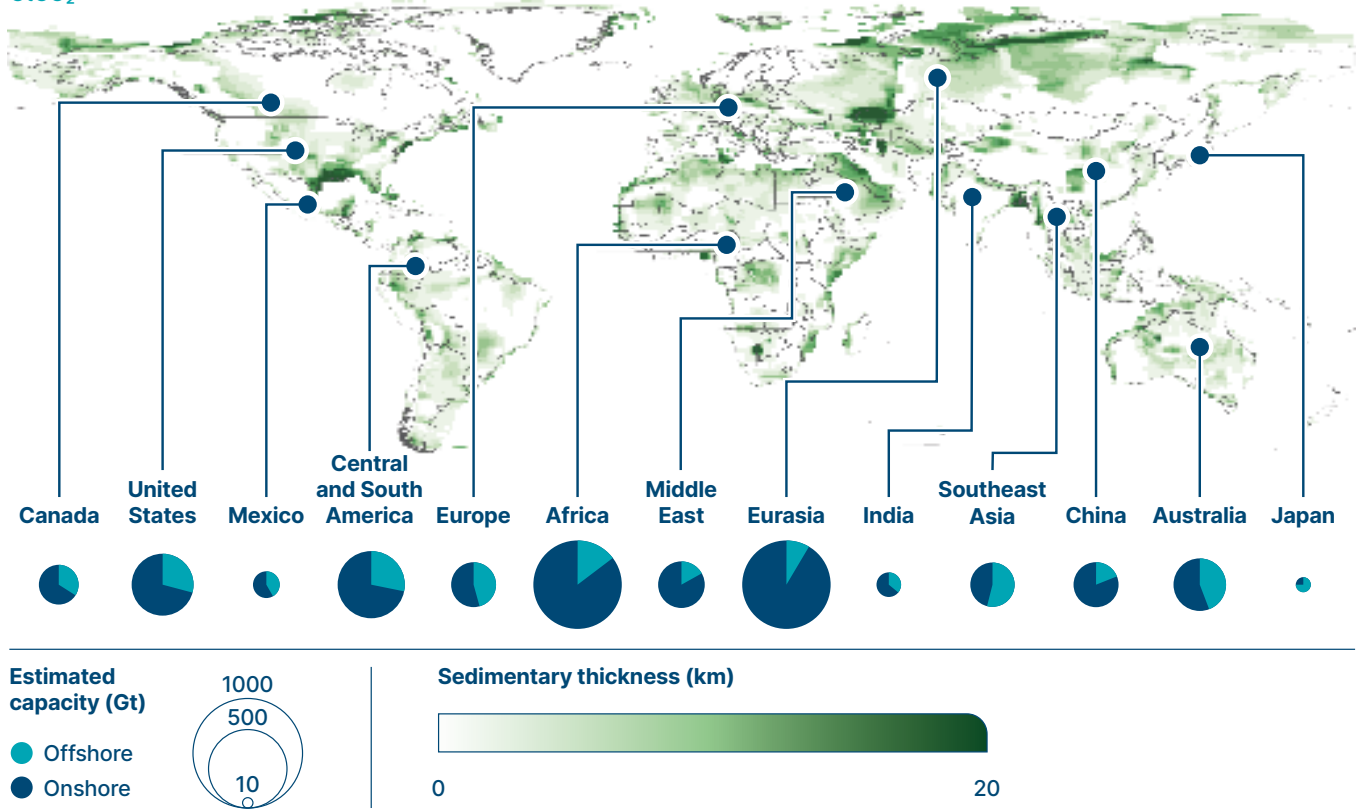 Canada
United
States
Mexico
Central
and South
America
Europe
Africa
Middle
East
Eurasia
India
Southeast
Asia
China
Australia
Japan
Estimated
capacity (Gt)
Offshore
Onshore
1000
500
10
Sedimentary thickness (km)
0
20